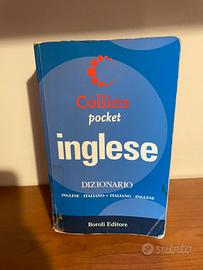 Collins
pocket
inglese
DIZIONARIO
INGLESE - ITALIANO • ITALIANO - INGLESE
Boroli Editore
subito